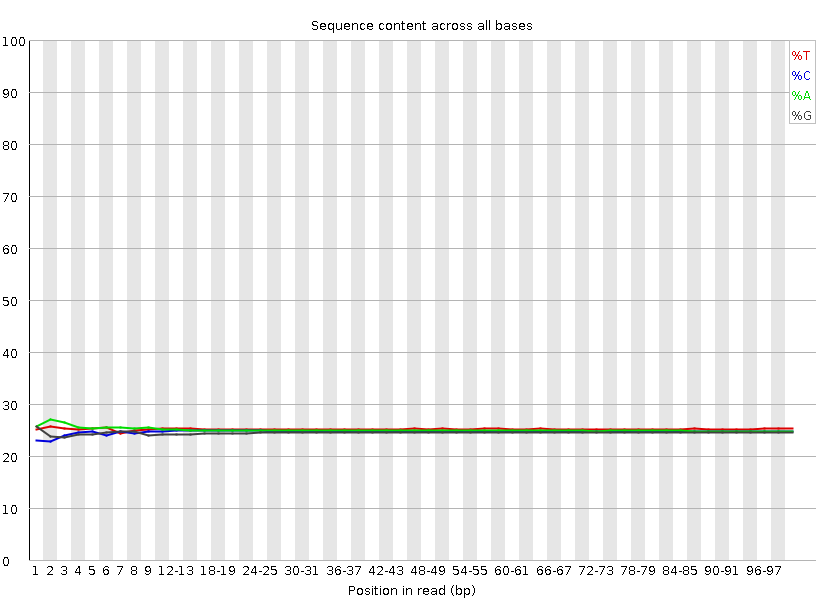 Sequence content across all bases
100
90
80
70
60
50
40
30
20
10
0
%T
%C
%A
%G
1 2 3 4 5 6 7 8 9 12-13 18-19 24-25 30-31 36-37 42-43 48-49 54-55 60-61 66-67 72-73 78-79 84-85 90-91 96-97
Position in read (bp)